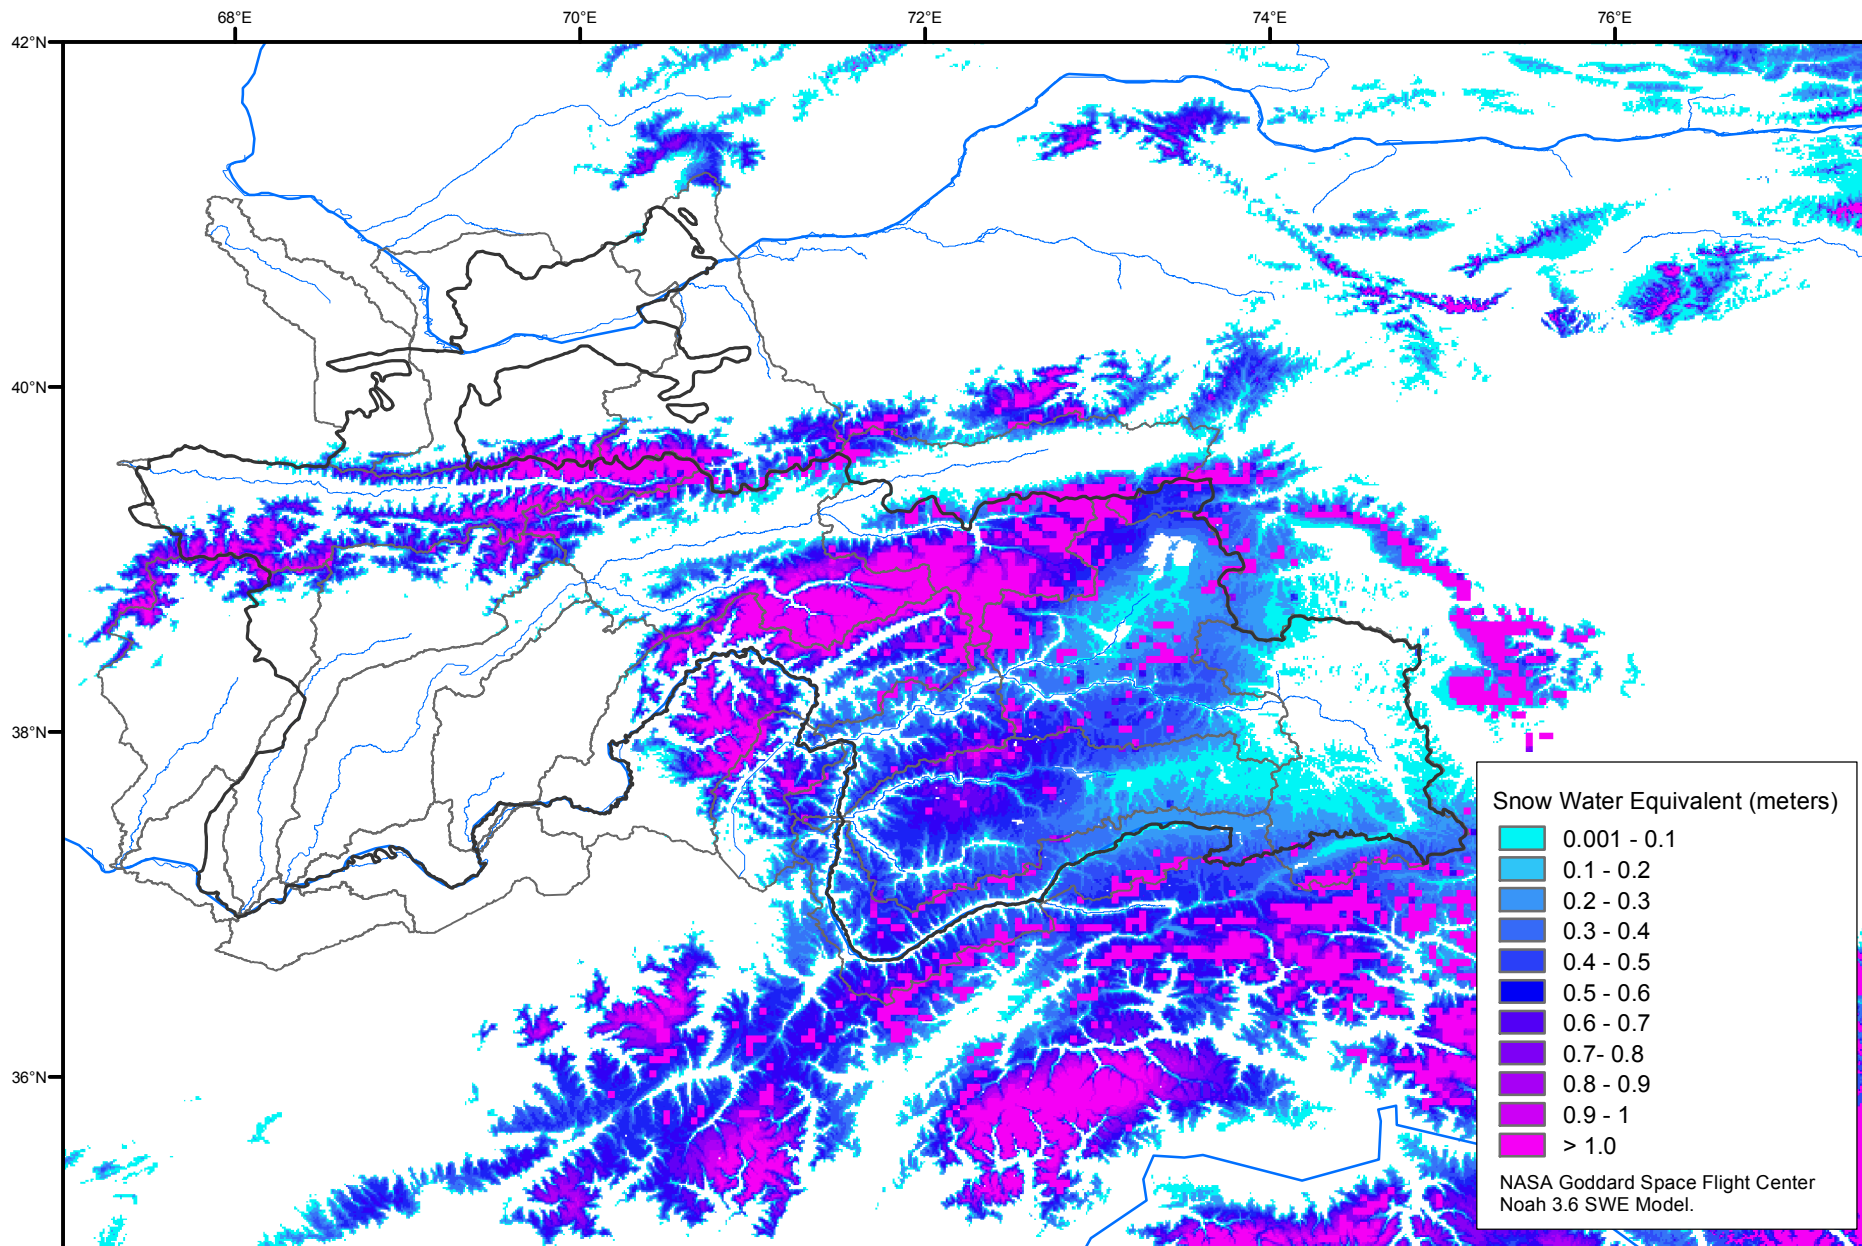 68°E
70°E
72°E
74°E
76°E
42°N
40°N
38°N
36°N
Snow Water Equivalent (meters)
0.001 - 0.1
0.1 - 0.2
0.2 - 0.3
0.3 - 0.4
0.4 - 0.5
0.5 - 0.6
0.6 - 0.7
0.7- 0.8
0.8 - 0.9
0.9 - 1
> 1.0
NASA Goddard Space Flight Center
Noah 3.6 SWE Model.